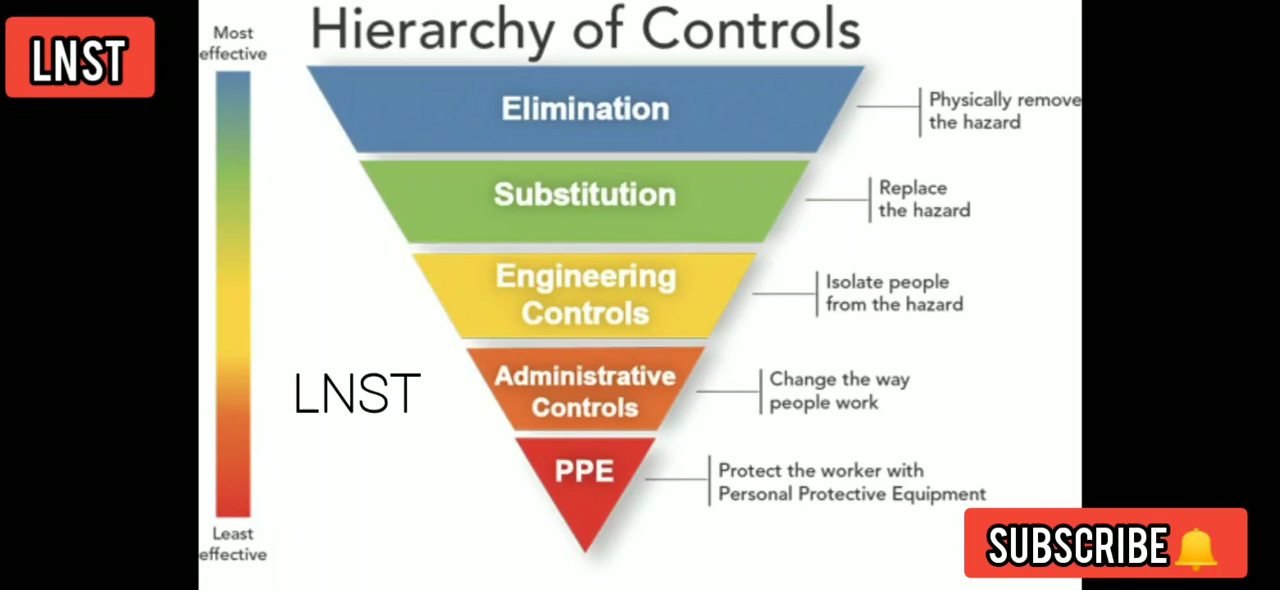 LNST
Hierarchy of Controls
Most
effective
Elimination
Physically remove
the hazard
Substitution
Replace
the hazard
Engineering
Controls
Isolate people
from the hazard
LNST
Administrative
Controls
Change the way
people work
PPE
Protect the worker with
Personal Protective Equipment
Least
effective
SUBSCRIBE